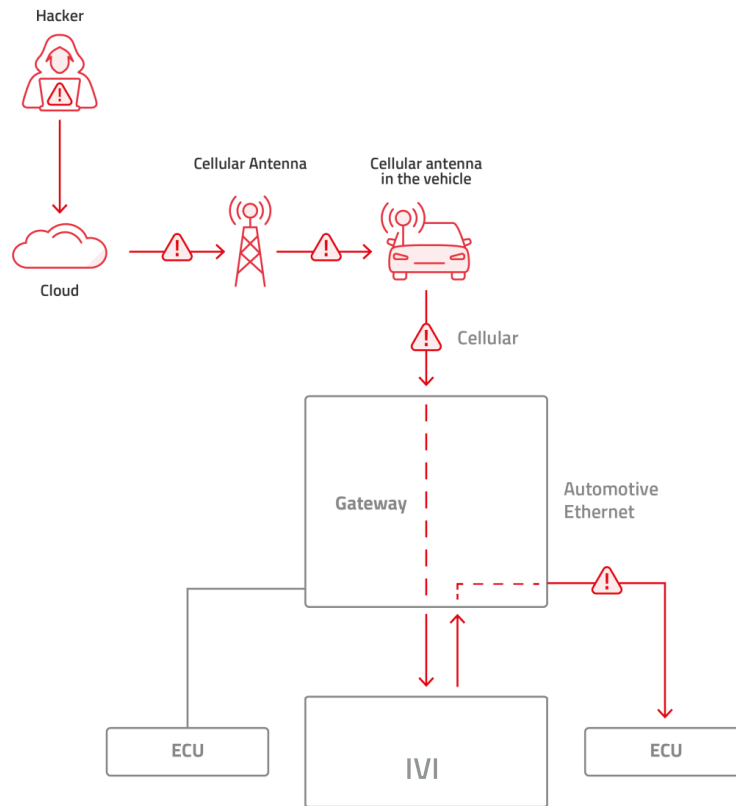 Hacker
Cellular Antenna
Cellular antenna
in the vehicle
Cloud
Cellular
Gateway
Automotive
Ethernet
ECU
IVI
ECU